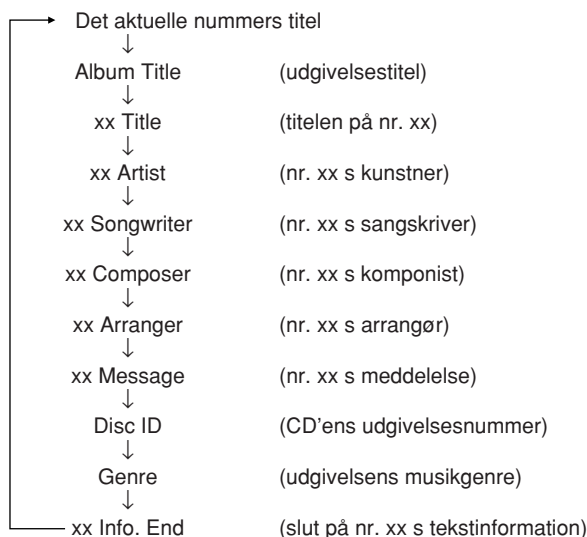 Det aktuelle nummers titel
Album Title (udgivelsestitel)
xx Title (titelen på nr. xx)
xx Artist (nr. xx s kunstner)
xx Songwriter (nr. xx s sangskriver)
xx Composer (nr. xx s komponist)
xx Arranger (nr. xx s arrangør)
xx Message (nr. xx s meddelelse)
Disc ID (CD'ens udgivelsesnummer)
Genre (udgivelsens musikgenre)
xx Info. End (slut på nr. xx s tekstinformation)